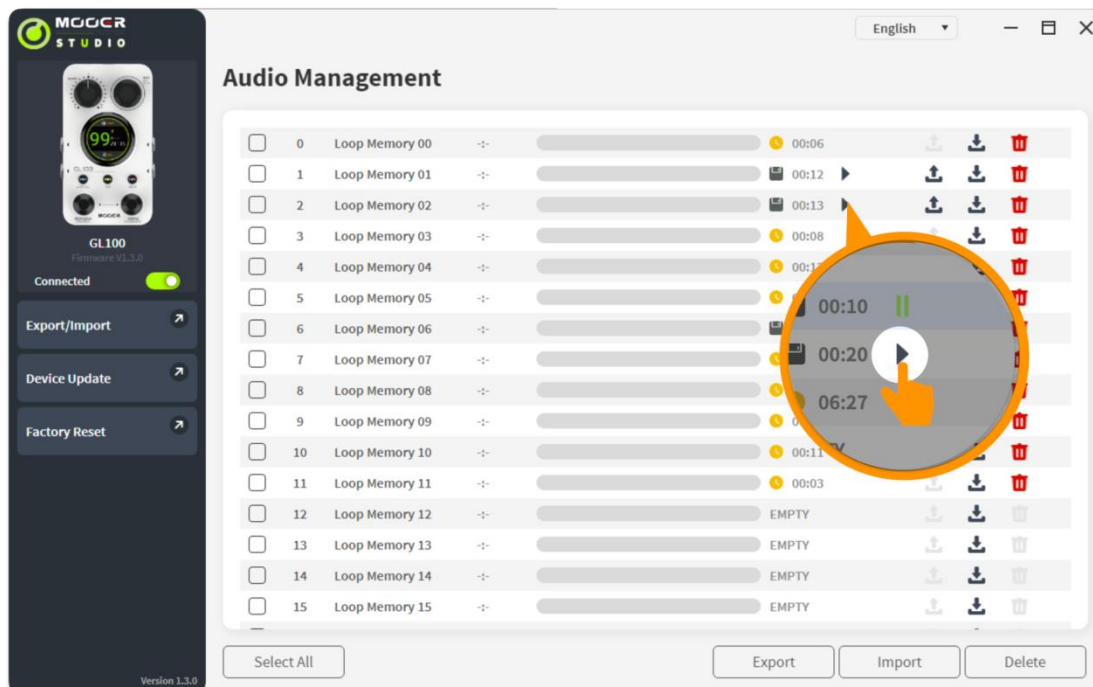 MOOER
STUDIO
English
Audio Management
99
GL100
MOOER
GL100
Firmware V1.3.0
Connected
Export/Import
Device Update
Factory Reset
Version 1.3.0
0 Loop Memory 00 -:- 00:06
1 Loop Memory 01 -:- 00:12
2 Loop Memory 02 -:- 00:13
3 Loop Memory 03 -:- 00:08
4 Loop Memory 04 -:-
5 Loop Memory 05 -:-
6 Loop Memory 06 -:-
7 Loop Memory 07 -:-
8 Loop Memory 08 -:-
9 Loop Memory 09 -:-
10 Loop Memory 10 -:- 00:11
11 Loop Memory 11 -:- 00:03
12 Loop Memory 12 -:- EMPTY
13 Loop Memory 13 -:- EMPTY
14 Loop Memory 14 -:- EMPTY
15 Loop Memory 15 -:- EMPTY
00:10
00:20
06:27
Select All
Export
Import
Delete